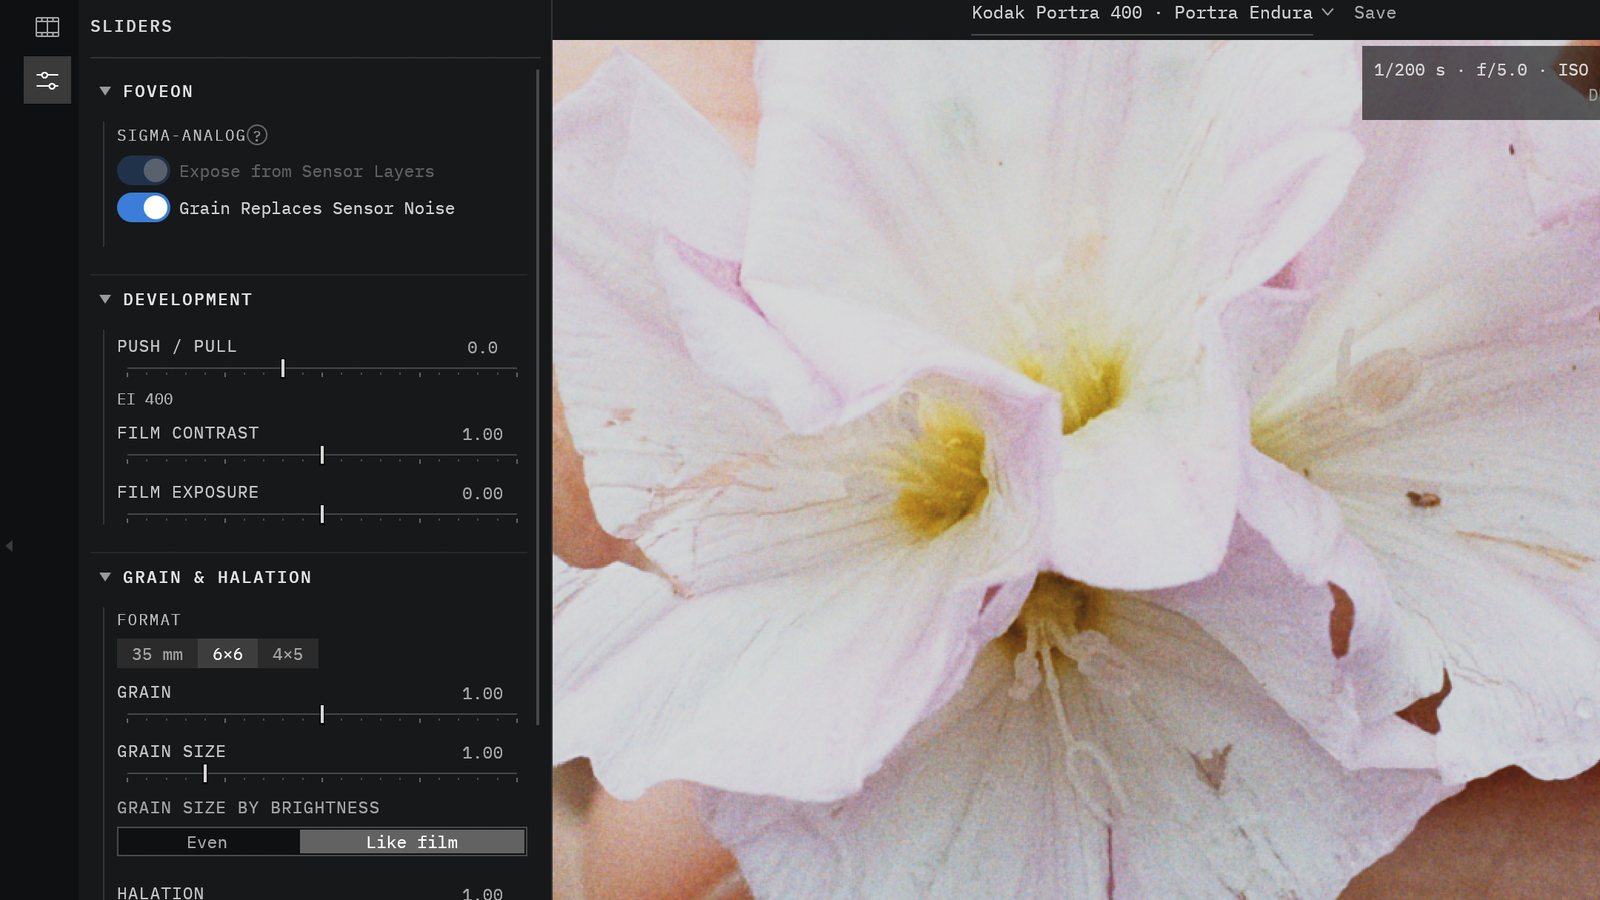 Kodak Portra 400 · Portra Endura Save
SLIDERS
1/200 s · f/5.0 · ISO
FOVEON
SIGMA-ANALOG ?
Expose from Sensor Layers
Grain Replaces Sensor Noise
DEVELOPMENT
PUSH / PULL 0.0
EI 400
FILM CONTRAST 1.00
FILM EXPOSURE 0.00
GRAIN & HALATION
FORMAT
35 mm 6×6 4×5
GRAIN 1.00
GRAIN SIZE 1.00
GRAIN SIZE BY BRIGHTNESS
Even Like film
HALATION 1.00